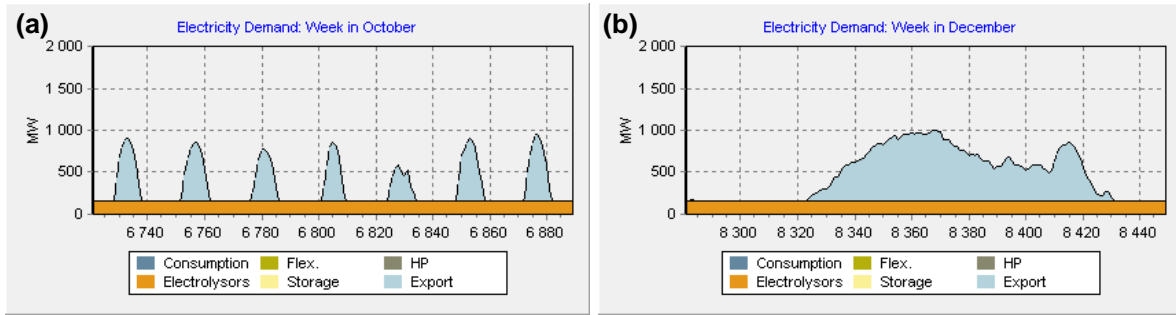 (a)
Electricity Demand: Week in October
2 000
1 500
1 000
500
0
MW
6 740 6 760 6 780 6 800 6 820 6 840 6 860 6 880
Consumption Flex. HP
Electrolysors Storage Export
(b)
Electricity Demand: Week in December
2 000
1 500
1 000
500
0
MW
8 300 8 320 8 340 8 360 8 380 8 400 8 420 8 440
Consumption Flex. HP
Electrolysors Storage Export